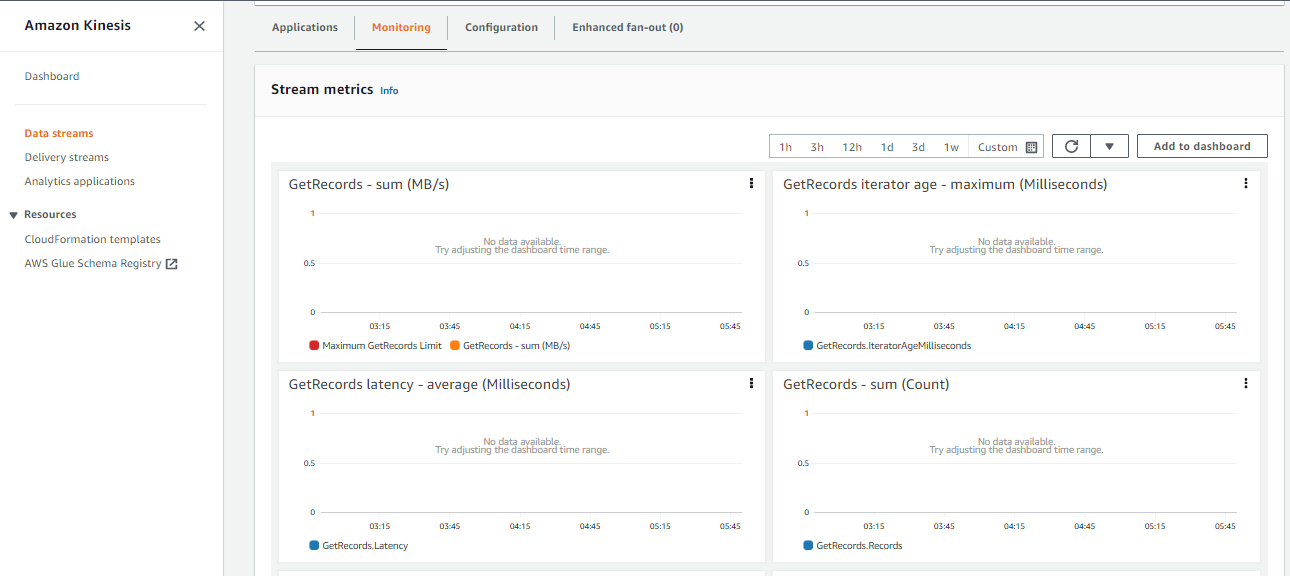 Amazon Kinesis
Dashboard
Data streams
Delivery streams
Analytics applications
Resources
CloudFormation templates
AWS Glue Schema Registry
Applications Monitoring Configuration Enhanced fan-out (0)
Stream metrics Info
1h 3h 12h 1d 3d 1w Custom Add to dashboard
GetRecords - sum (MB/s)
1
No data available.
Try adjusting the dashboard time range.
0.5
0
03:15 03:45 04:15 04:45 05:15 05:45
Maximum GetRecords Limit GetRecords - sum (MB/s)
GetRecords iterator age - maximum (Milliseconds)
1
No data available.
Try adjusting the dashboard time range.
0.5
0
03:15 03:45 04:15 04:45 05:15 05:45
GetRecords.IteratorAgeMilliseconds
GetRecords latency - average (Milliseconds)
1
No data available.
Try adjusting the dashboard time range.
0.5
0
03:15 03:45 04:15 04:45 05:15 05:45
GetRecords.Latency
GetRecords - sum (Count)
1
No data available.
Try adjusting the dashboard time range.
0.5
0
03:15 03:45 04:15 04:45 05:15 05:45
GetRecords.Records